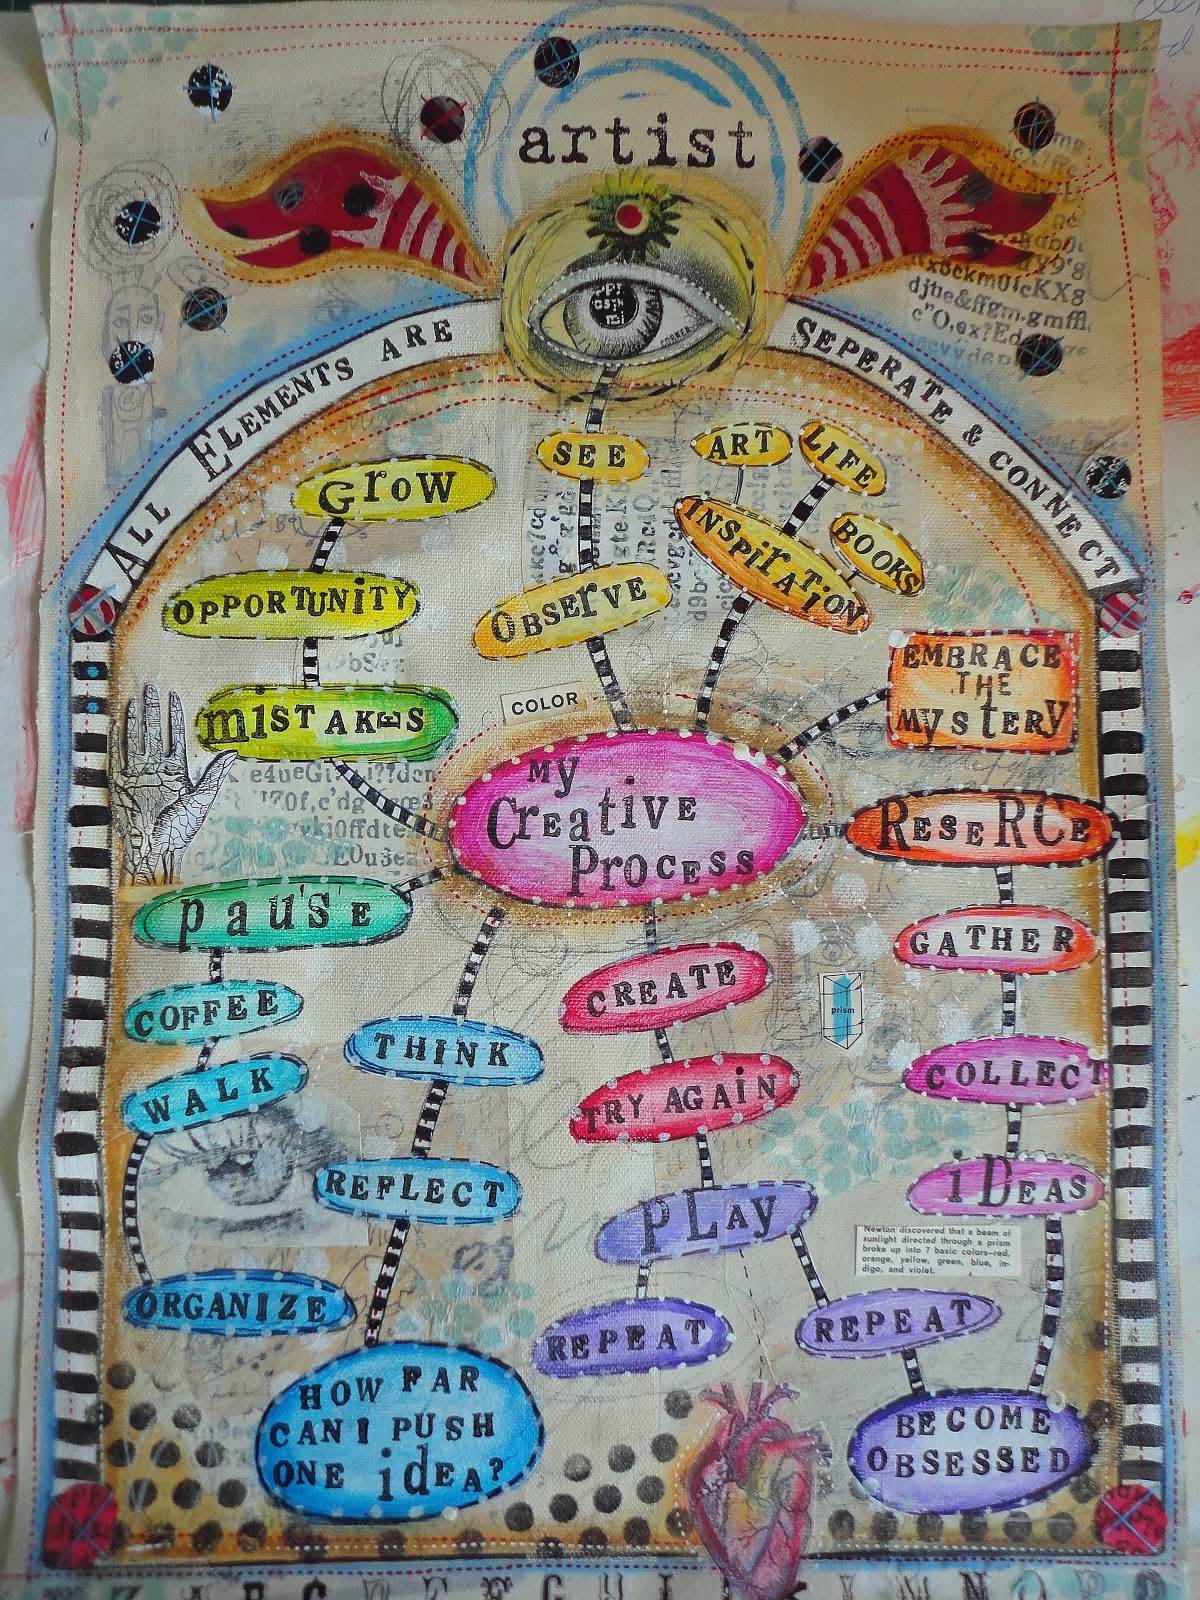 artist
ALL ELEMENTS ARE
SEPERATE & CONNECT
SEE
ART
LIFE
GroW
INSPIrATION
BOOKS
OPPORTUNITY
OBSErVE
EMBRACE
THE
MYSTERY
mISTAKES
COLOR
MY
CrEatiVE
PrOCESS
RESERCE
paUSE
GATHER
CREATE
COFFEE
prism
THINK
COLLECT
WALK
TRY AGAiN
REFLECT
iDEAS
pLAy
Newton discovered that a beam of
sunlight directed through a prism
broke up into 7 basic colors—red,
orange, yellow, green, blue, in-
digo, and violet.
ORGANIZE
REPEAT
REPEAT
HOW FAR
CAN I PUSH
ONE idEA?
BECOME
OBSESSED